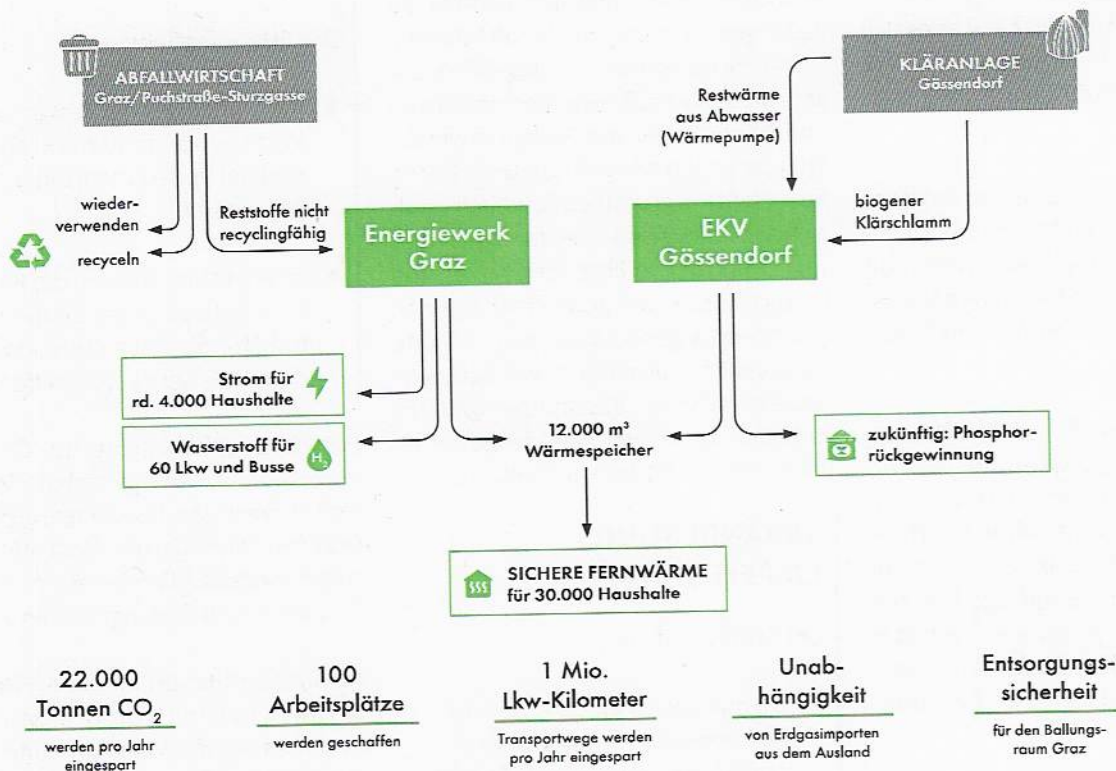 ABFALLWIRTSCHAFT
Graz/Puchstraße-Sturzgasse
KLÄRANLAGE
Gössendorf
Restwärme
aus Abwasser
(Wärmepumpe)
wieder-
verwenden
recyceln
Reststoffe nicht
recyclingfähig
Energiewerk
Graz
EKV
Gössendorf
biogener
Klärschlamm
Strom für
rd. 4.000 Haushalte
Wasserstoff für
60 Lkw und Busse
H₂
12.000 m³
Wärmespeicher
zukünftig: Phosphor-
rückgewinnung
SICHERE FERNWÄRME
für 30.000 Haushalte
22.000
Tonnen CO₂
werden pro Jahr
eingespart
100
Arbeitsplätze
werden geschaffen
1 Mio.
Lkw-Kilometer
Transportwege werden
pro Jahr eingespart
Unab-
hängigkeit
von Erdgasimporten
aus dem Ausland
Entsorgungs-
sicherheit
für den Ballungs-
raum Graz